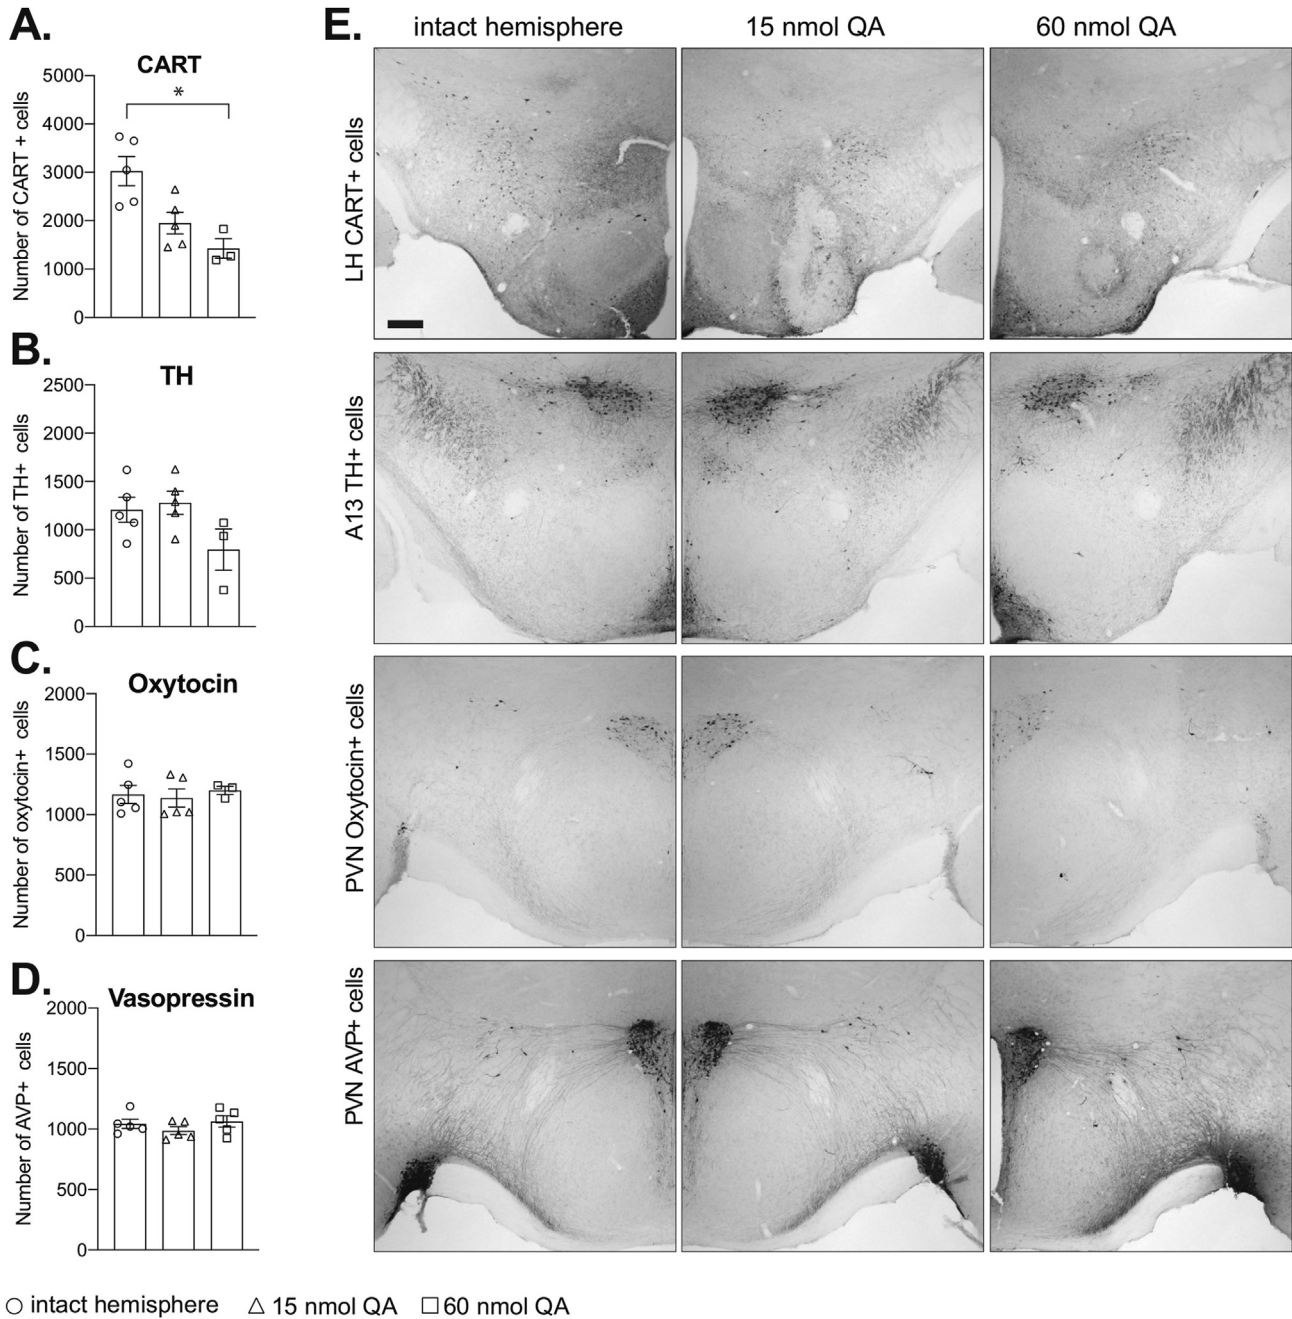 A.
CART
*
Number of CART + cells
5000
4000
3000
2000
1000
0
B.
TH
Number of TH+ cells
2500
2000
1500
1000
500
0
C.
Oxytocin
Number of oxytocin+ cells
2000
1500
1000
500
0
D.
Vasopressin
Number of AVP+ cells
2000
1500
1000
500
0
E.
intact hemisphere
15 nmol QA
60 nmol QA
LH CART+ cells
A13 TH+ cells
PVN Oxytocin+ cells
PVN AVP+ cells
intact hemisphere
15 nmol QA
60 nmol QA